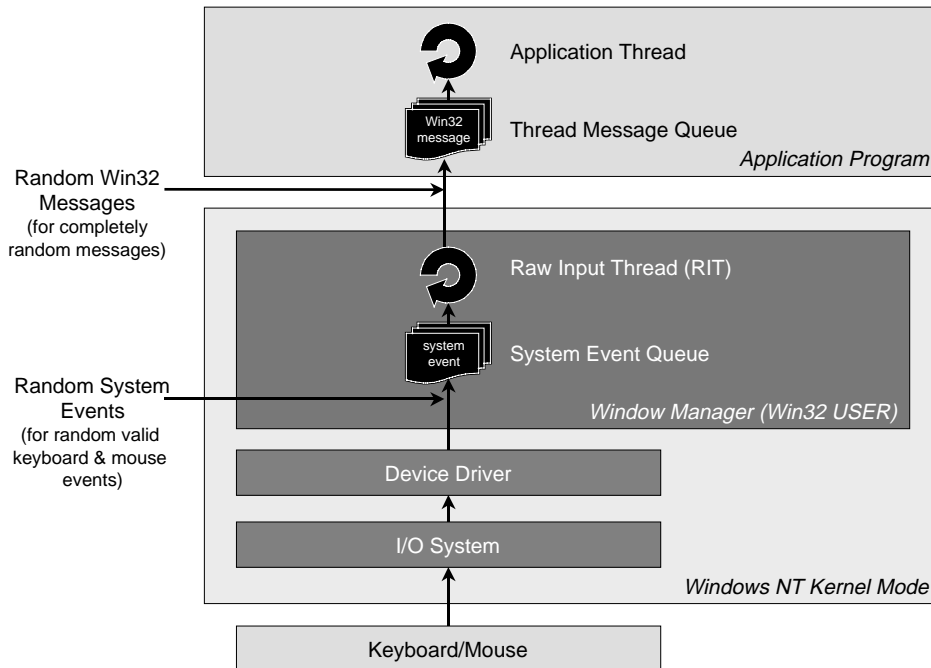 Application Thread
Win32
message
Thread Message Queue
Application Program
Random Win32
Messages
(for completely
random messages)
Raw Input Thread (RIT)
system
event
System Event Queue
Random System
Events
(for random valid
keyboard & mouse
events)
Window Manager (Win32 USER)
Device Driver
I/O System
Windows NT Kernel Mode
Keyboard/Mouse